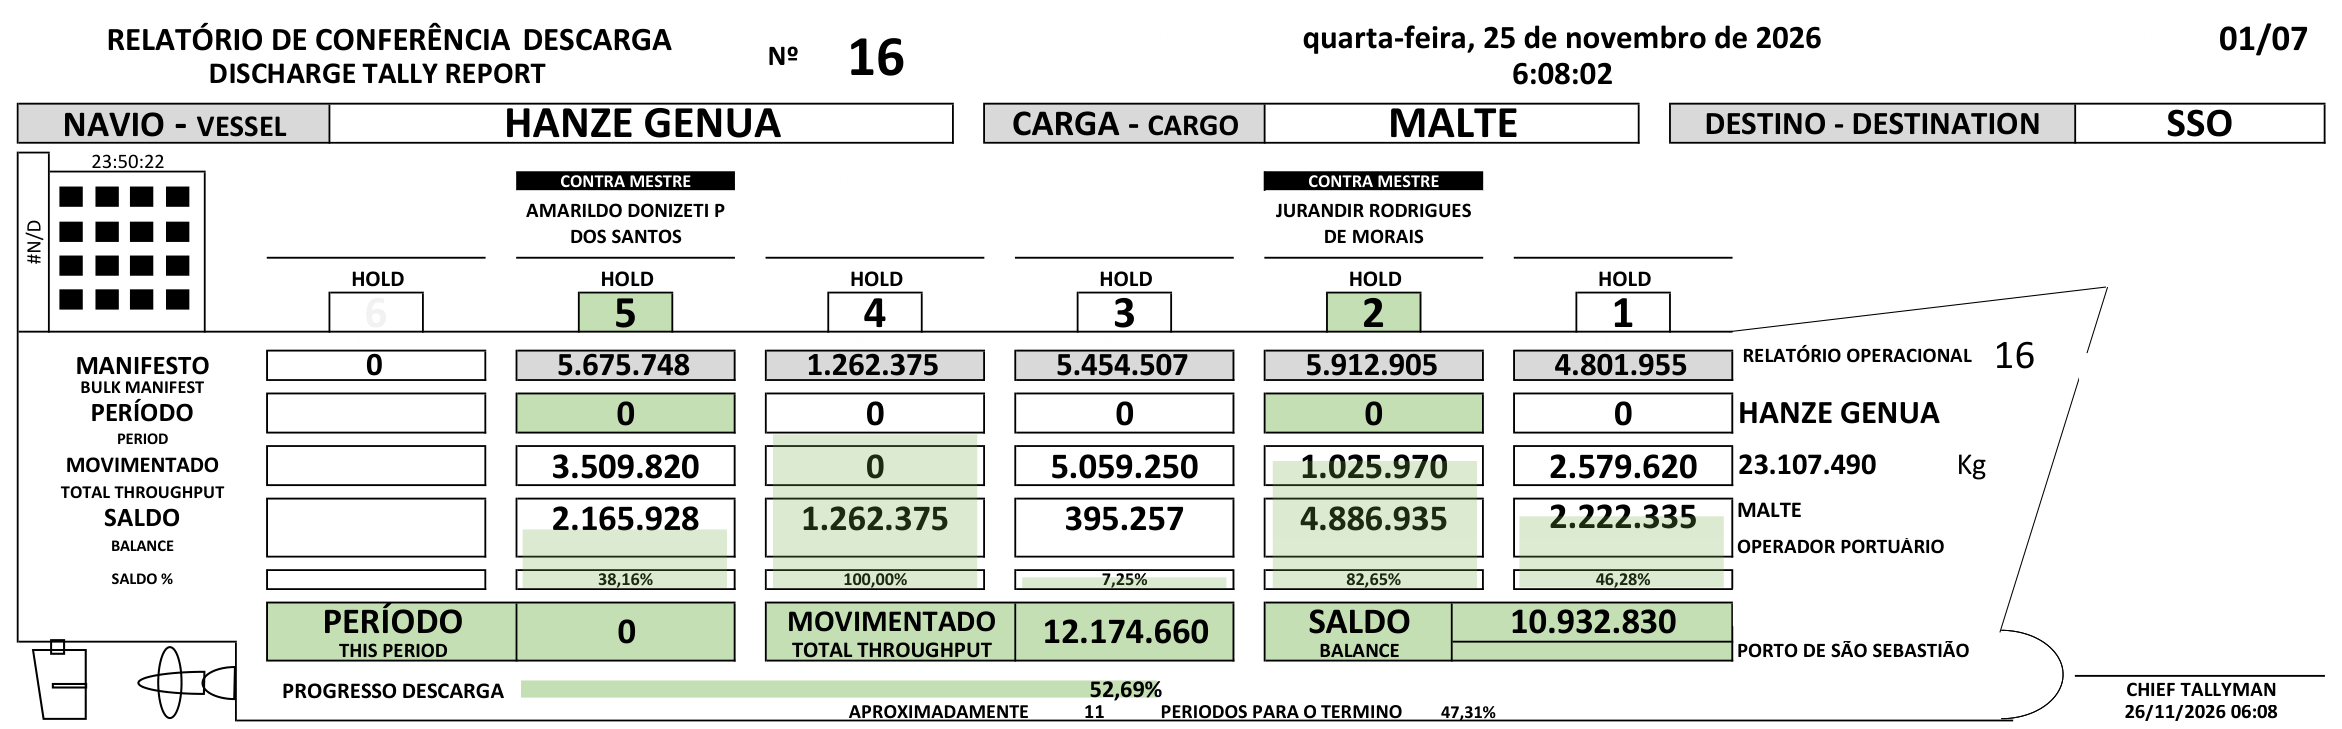 RELATÓRIO DE CONFERÊNCIA DESCARGA
DISCHARGE TALLY REPORT
Nº 16
quarta-feira, 25 de novembro de 2026
6:08:02
01/07
NAVIO - VESSEL HANZE GENUA CARGA - CARGO MALTE DESTINO - DESTINATION SSO
23:50:22
#N/D
CONTRA MESTRE CONTRA MESTRE
AMARILDO DONIZETI P JURANDIR RODRIGUES
DOS SANTOS DE MORAIS
HOLD HOLD HOLD HOLD HOLD HOLD
6 5 4 3 2 1
MANIFESTO 0 5.675.748 1.262.375 5.454.507 5.912.905 4.801.955 RELATÓRIO OPERACIONAL 16
BULK MANIFEST
PERÍODO 0 0 0 0 0 HANZE GENUA
PERIOD
MOVIMENTADO 3.509.820 0 5.059.250 1.025.970 2.579.620 23.107.490 Kg
TOTAL THROUGHPUT
SALDO 2.165.928 1.262.375 395.257 4.886.935 2.222.335 MALTE
BALANCE OPERADOR PORTUÀRIO
SALDO % 38,16% 100,00% 7,25% 82,65% 46,28%
PERÍODO 0 MOVIMENTADO 12.174.660 SALDO 10.932.830
THIS PERIOD TOTAL THROUGHPUT BALANCE PORTO DE SÃO SEBASTIÃO
PROGRESSO DESCARGA 52,69%
APROXIMADAMENTE 11 PERIODOS PARA O TERMINO 47,31%
CHIEF TALLYMAN
26/11/2026 06:08